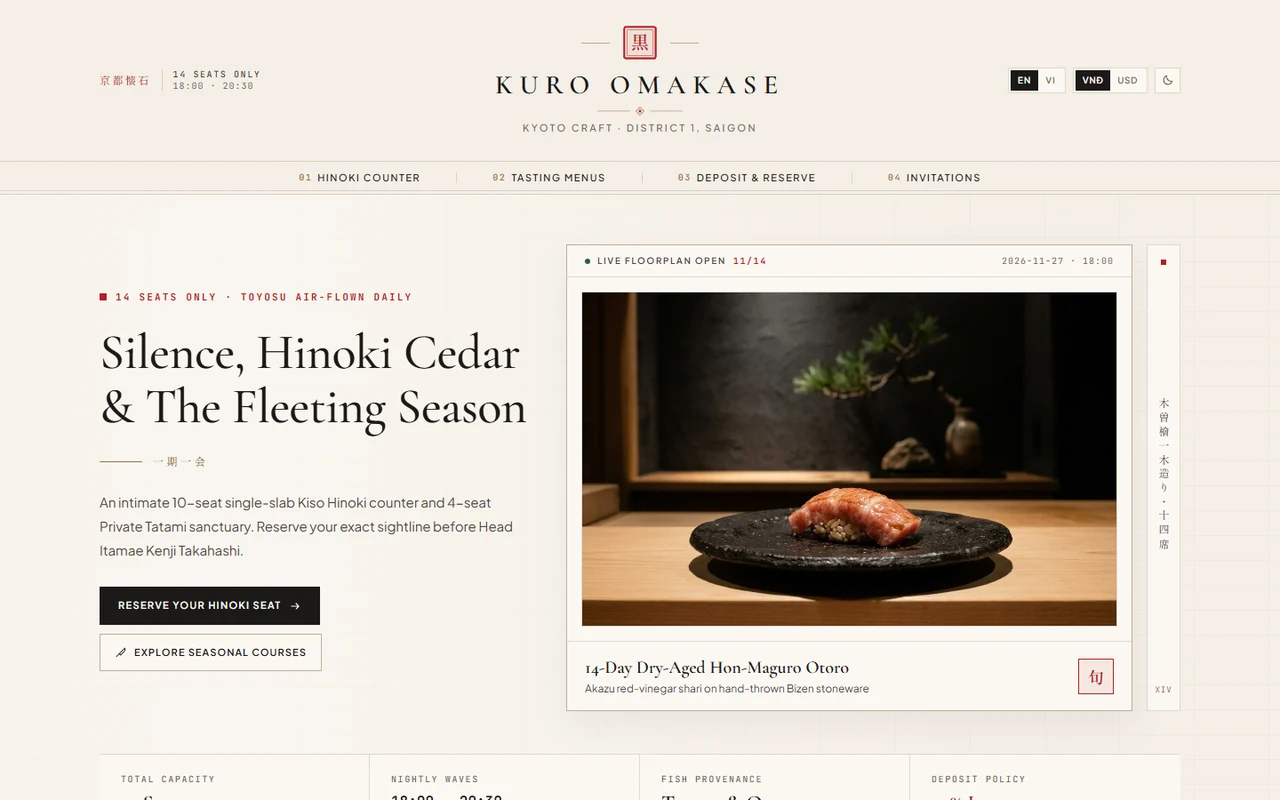 黒
京都懐石
14 SEATS ONLY
18:00 · 20:30
KURO OMAKASE
KYOTO CRAFT · DISTRICT 1, SAIGON
EN VI
VNĐ USD
01 HINOKI COUNTER
02 TASTING MENUS
03 DEPOSIT & RESERVE
04 INVITATIONS
14 SEATS ONLY · TOYOSU AIR-FLOWN DAILY
Silence, Hinoki Cedar
& The Fleeting Season
一期一会
An intimate 10–seat single-slab Kiso Hinoki counter and 4–seat
Private Tatami sanctuary. Reserve your exact sightline before Head
Itamae Kenji Takahashi.
RESERVE YOUR HINOKI SEAT →
EXPLORE SEASONAL COURSES
LIVE FLOORPLAN OPEN 11/14
2026-11-27 · 18:00
14-Day Dry-Aged Hon-Maguro Otoro
Akazu red-vinegar shari on hand-thrown Bizen stoneware
旬
木曽檜一木造り・十四席
XIV
TOTAL CAPACITY
NIGHTLY WAVES
18:00 20:30
FISH PROVENANCE
DEPOSIT POLICY